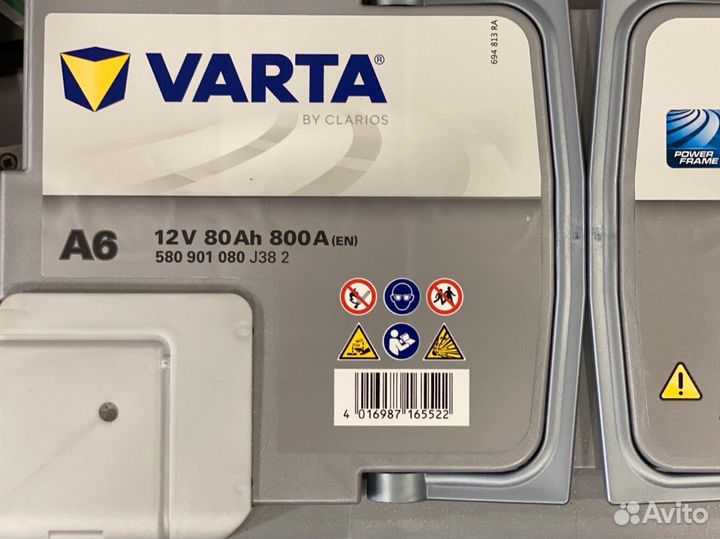 VARTA®
BY CLARIOS
694 813 RA
POWER
FRAME
A6
12V 80Ah 800A (EN)
580 901 080 J38 2
4 016987 165522
Avito